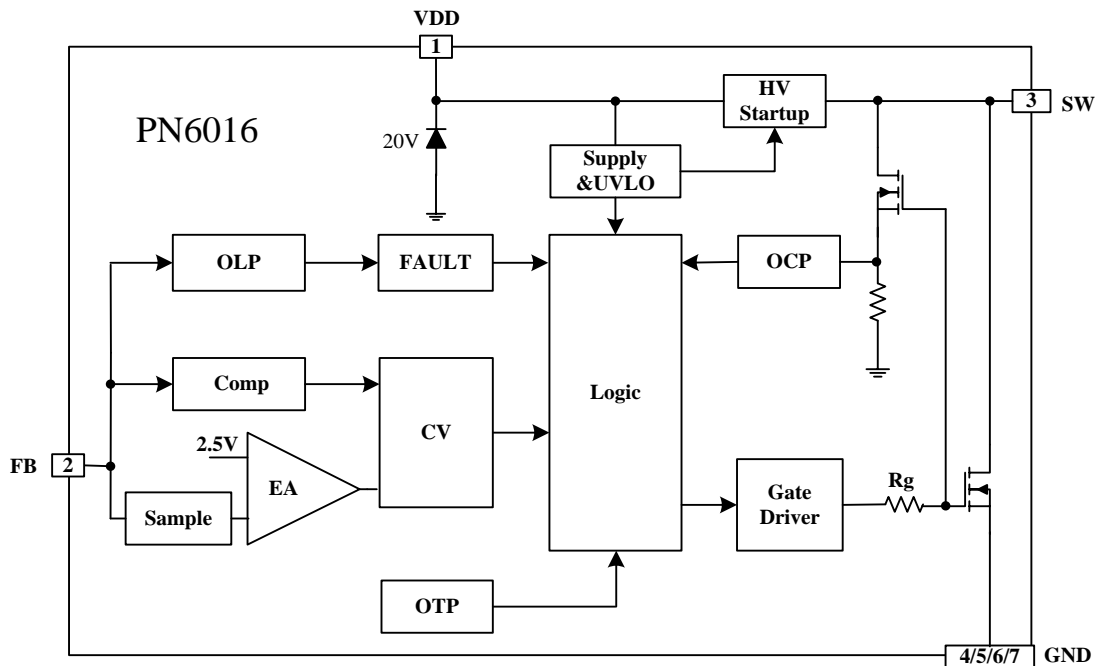 VDD
1
HV
Startup
3
SW
PN6016
20V
Supply
&UVLO
OLP
FAULT
OCP
Comp
CV
Logic
FB
2
2.5V
EA
Sample
Gate
Driver
Rg
OTP
4/5/6/7
GND